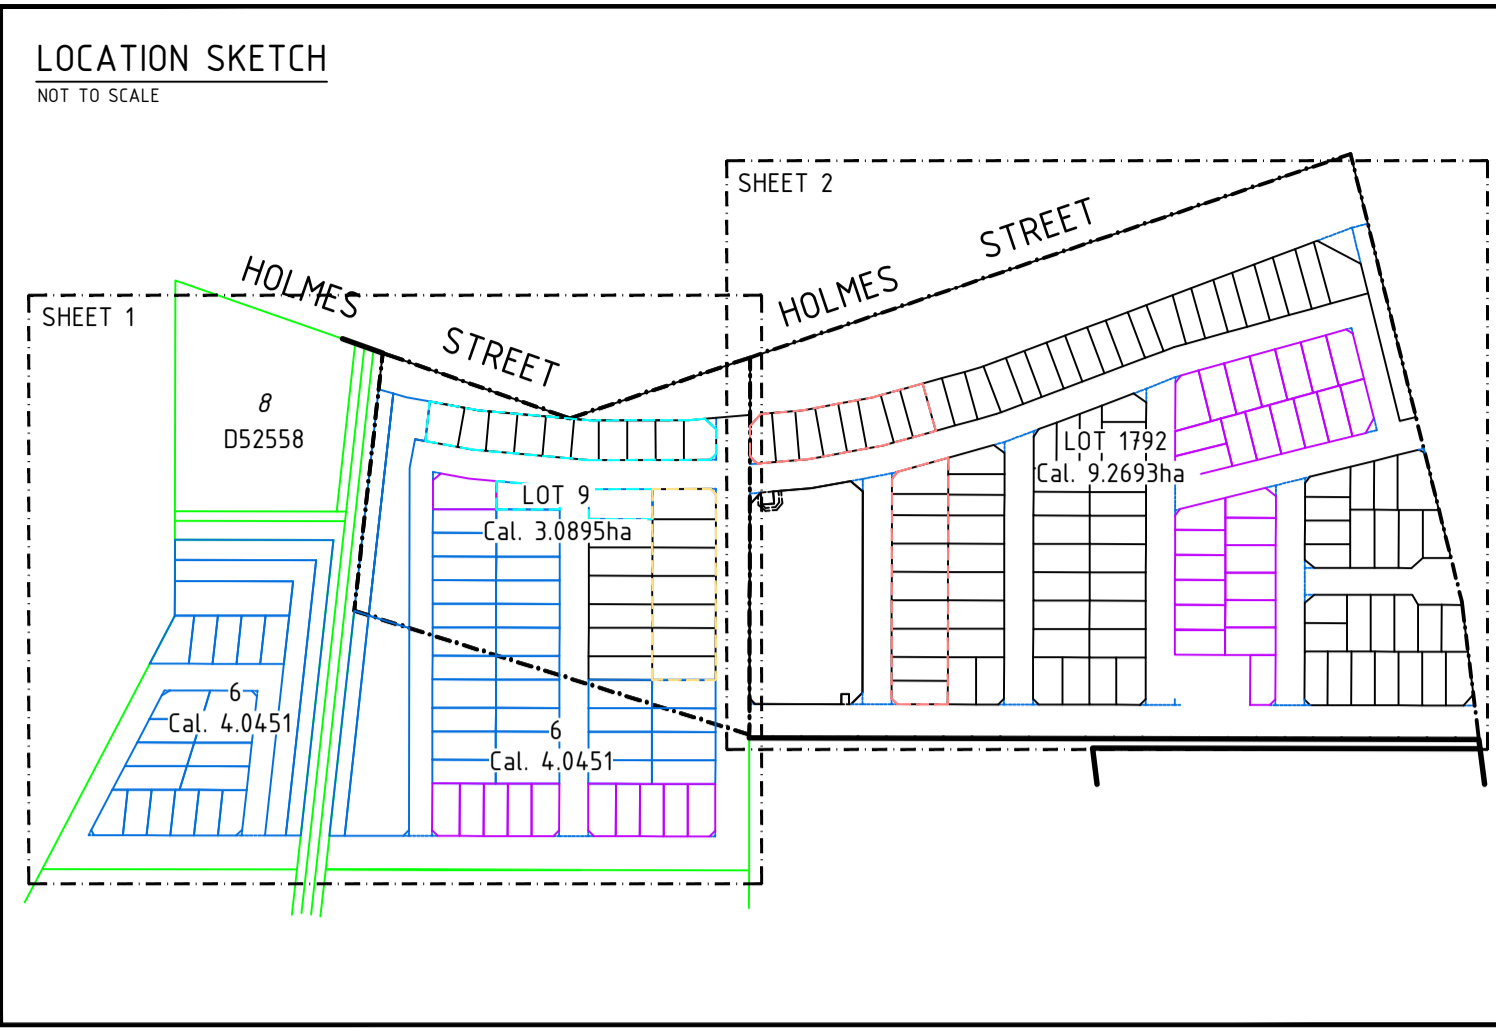 LOCATION SKETCH
NOT TO SCALE
SHEET 2
HOLMES STREET
SHEET 1
HOLMES STREET
8
D52558
LOT 1792
Cal. 9.2693ha
LOT 9
Cal. 3.0895ha
6
Cal. 4.0451
6
Cal. 4.0451